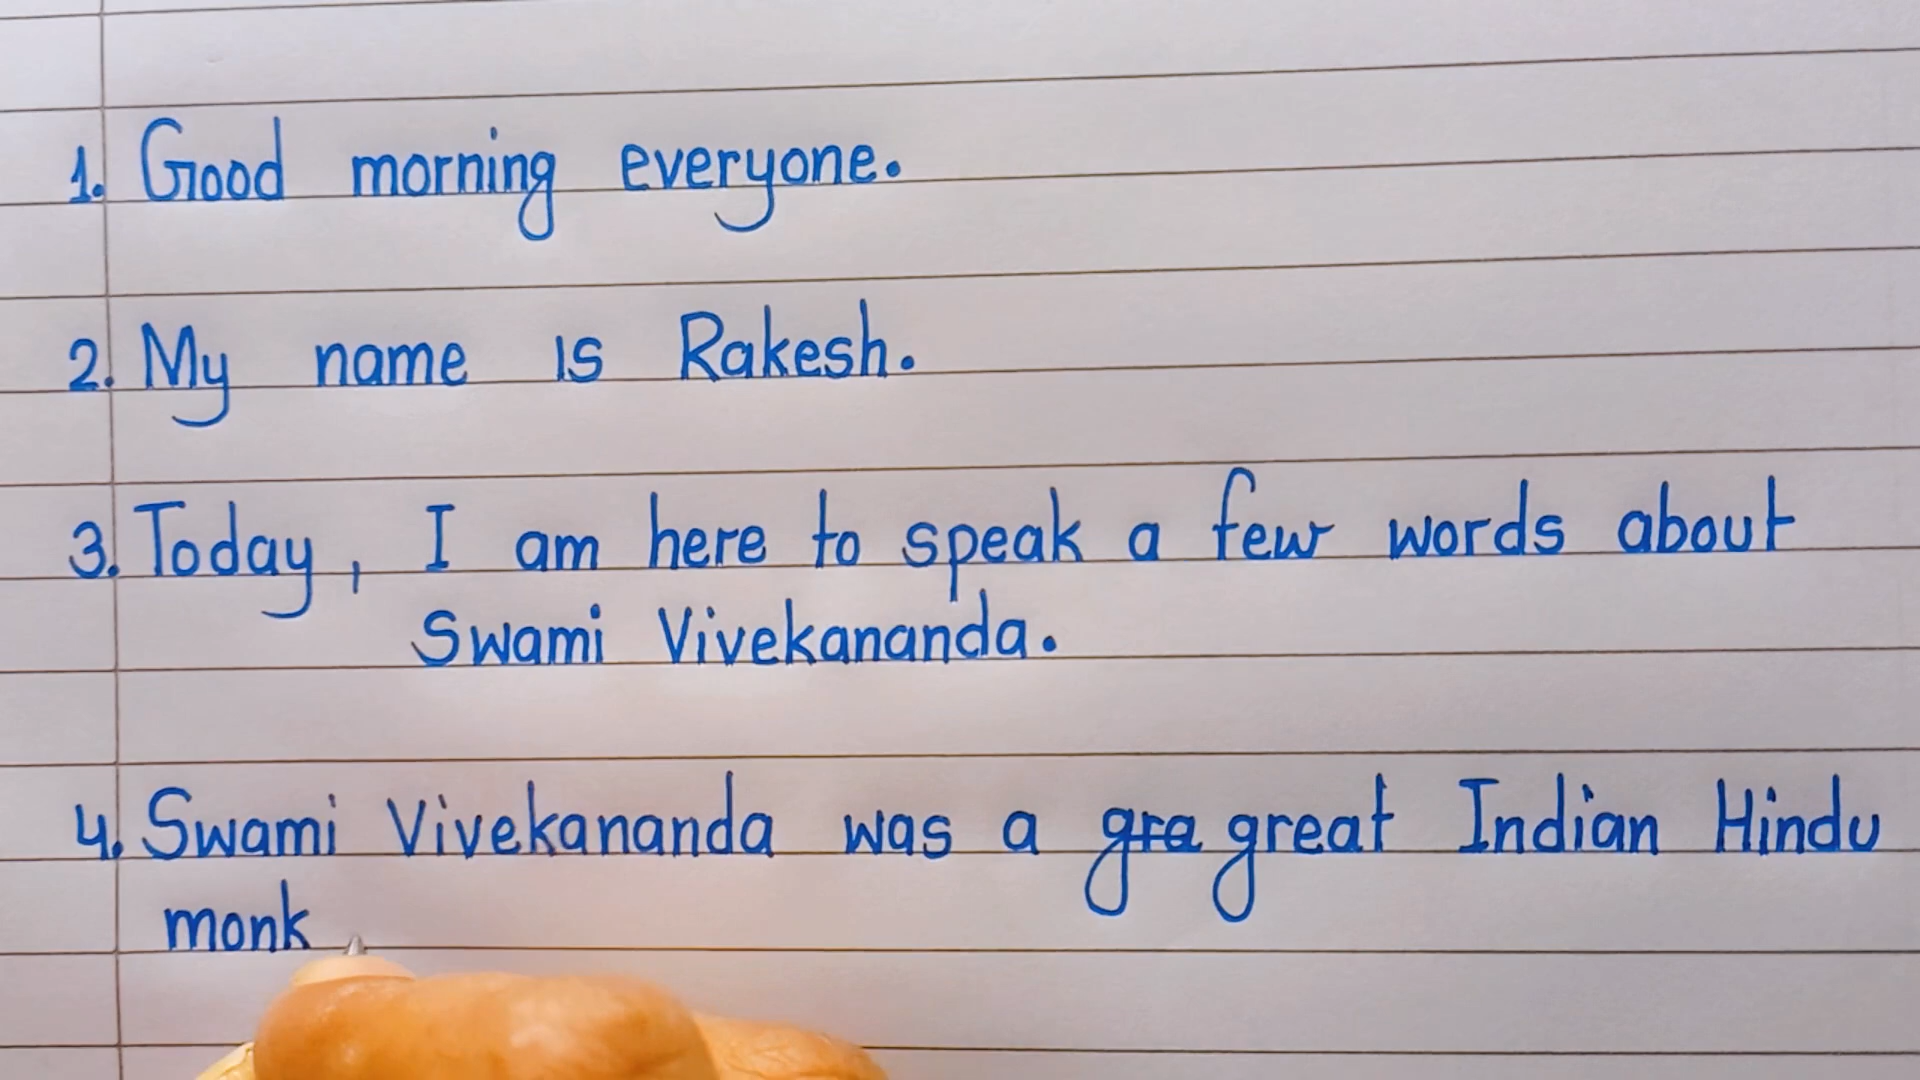 1. Good morning everyone.
2. My name is Rakesh.
3. Today, I am here to speak a few words about
Swami Vivekananda.
4. Swami Vivekananda was a gra great Indian Hindu
monk